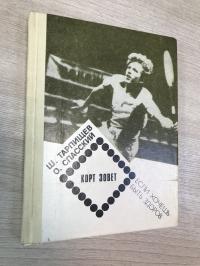 Ш. ТАРПИЩЕВ
О. СПАССКИЙ
КОРТ ЗОВЕТ
ЕСЛИ ХОЧЕШЬ
БЫТЬ ЗДОРОВ